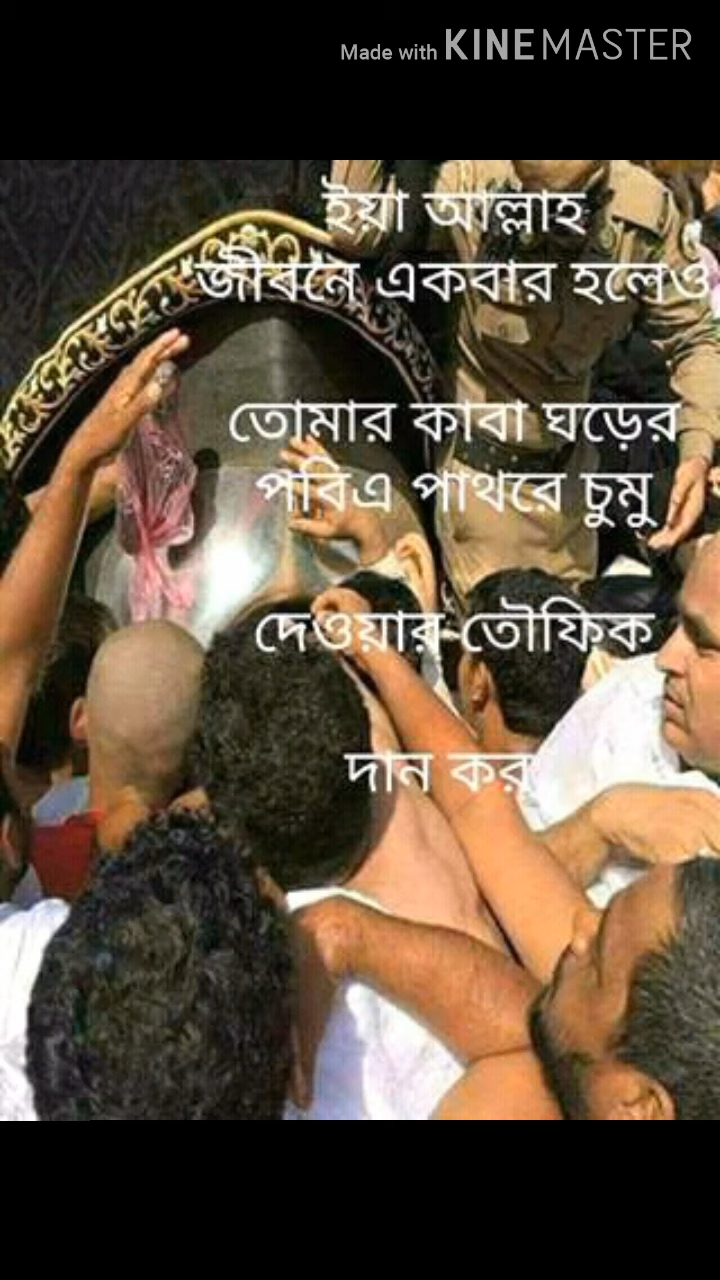 Made with KINEMASTER
ইয়া আল্লাহ
জীবনে একবার হলেও
তোমার কাবা ঘড়ের
পবিএ পাথরে চুমু
দেওয়ার তৌফিক
দান কর